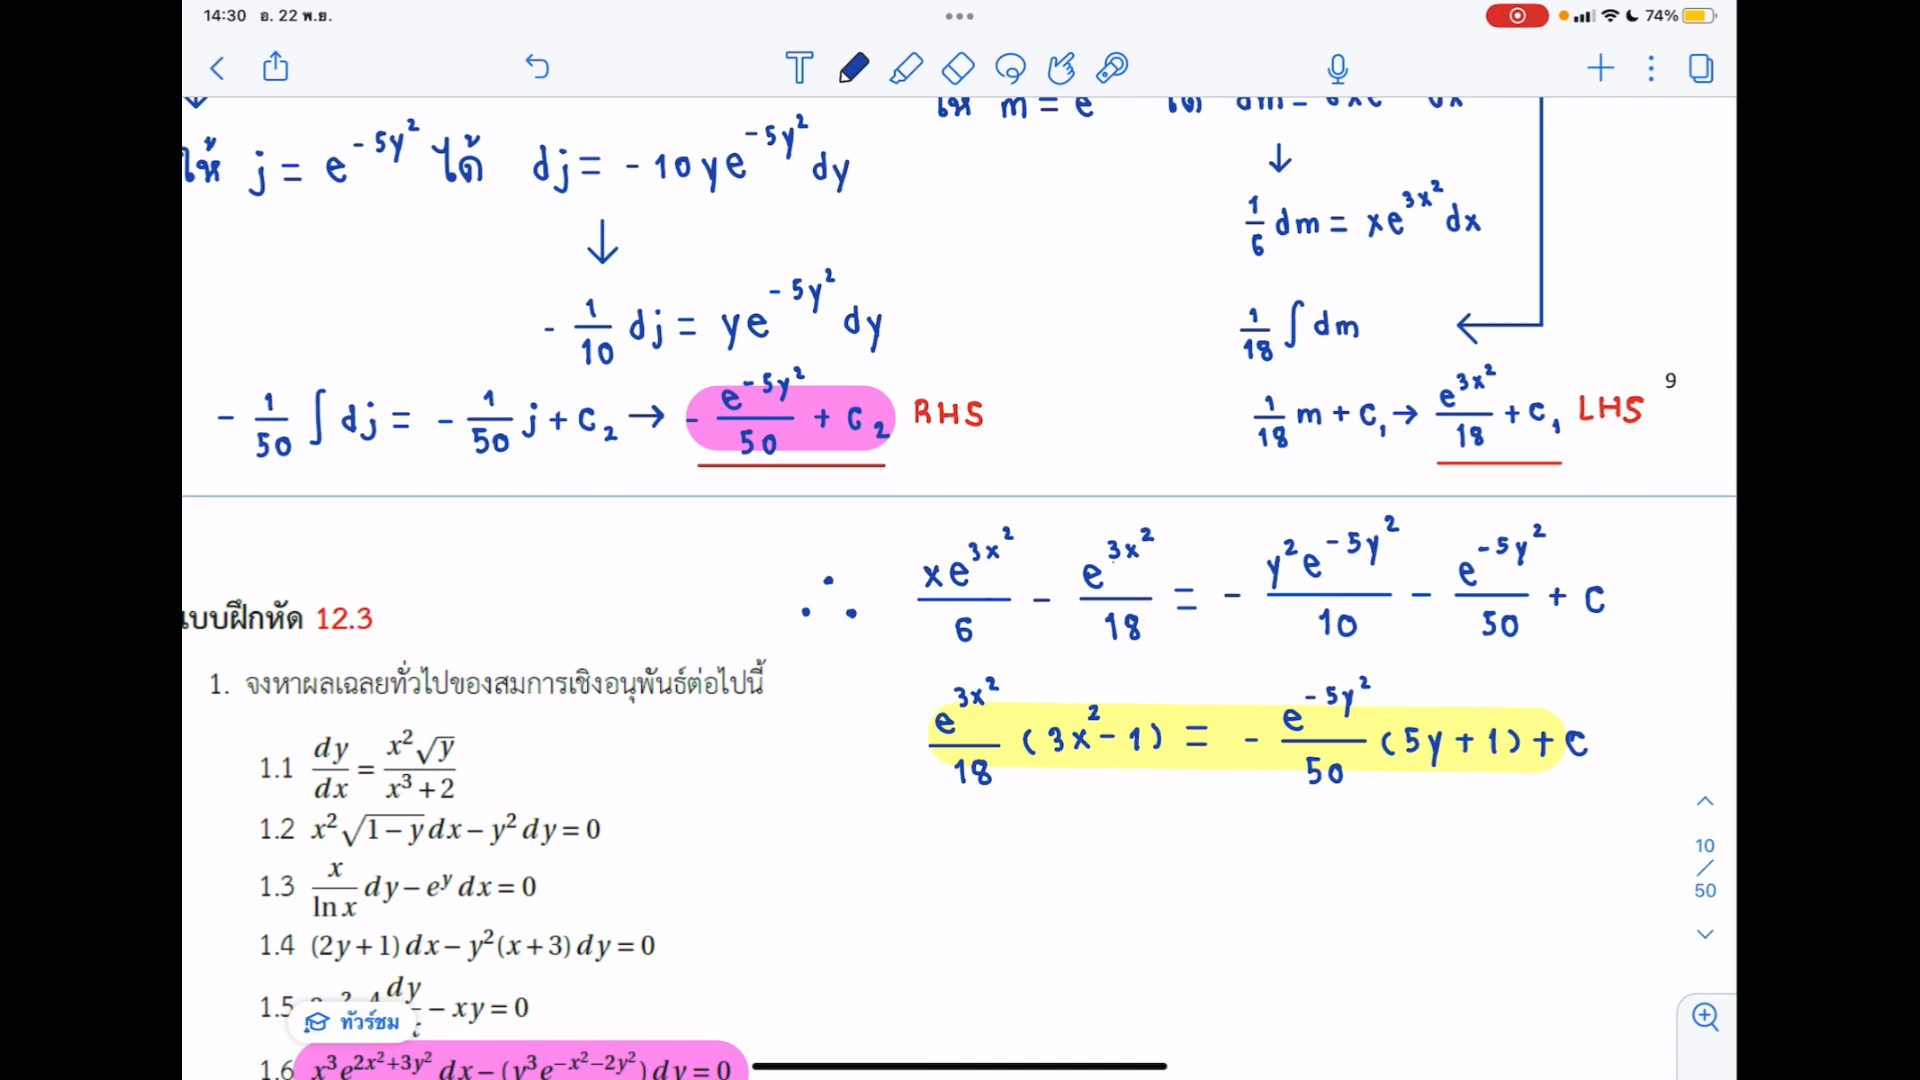 14:30 อ. 22 พ.ย. 74%
ให้ m = e ได้
ให้ j = e^{-5y^2} ได้ dj = -10ye^{-5y^2} dy
↓
↓
1/6 dm = xe^{3x^2} dx
-1/10 dj = ye^{-5y^2} dy
1/18 ∫ dm
9
-1/50 ∫ dj = -1/50 j + c_2 → -e^{-5y^2}/50 + c_2 RHS
1/18 m + c_1 → e^{3x^2}/18 + c_1 LHS
∴ xe^{3x^2}/6 - e^{3x^2}/18 = -y^2e^{-5y^2}/10 - e^{-5y^2}/50 + c
e^{3x^2}/18 (3x^2-1) = -e^{-5y^2}/50 (5y+1) + c
แบบฝึกหัด 12.3
1. จงหาผลเฉลยทั่วไปของสมการเชิงอนุพันธ์ต่อไปนี้
1.1 dy/dx = x^2√y/(x^3+2)
1.2 x^2√(1-y) dx - y^2 dy = 0
1.3 x/ln x dy - e^y dx = 0
1.4 (2y+1) dx - y^2(x+3) dy = 0
1.5 dy - xy = 0
ทัวร์ชม
1.6 x^3e^{2x^2+3y^2} dx - (y^3e^{-x^2-2y^2}) dy = 0
10
/
50